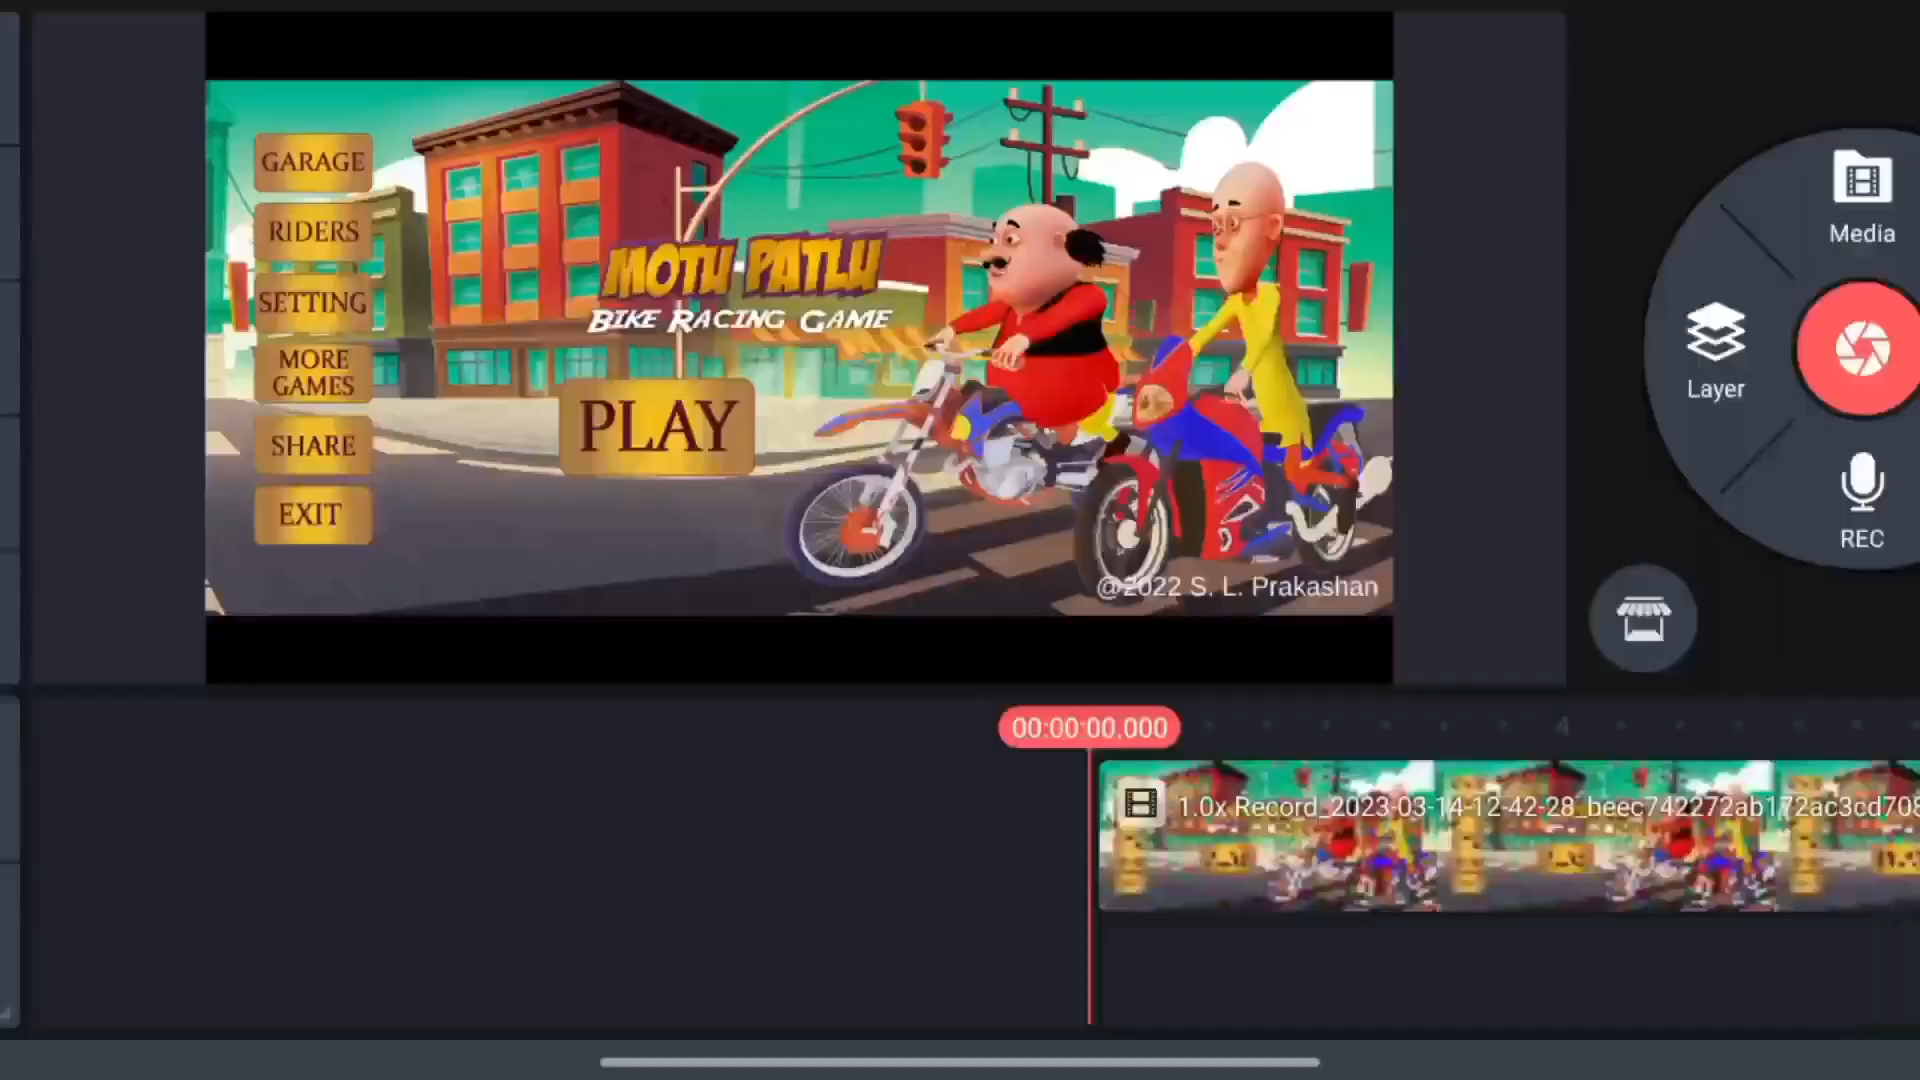 GARAGE
RIDERS
SETTING
MORE
GAMES
SHARE
EXIT
MOTU PATLU
BIKE RACING GAME
PLAY
@2022 S. L. Prakashan
Media
Layer
REC
00:00:00.000
4
1.0x Record_2023-03-14-12-42-28_beec742272ab172ac3cd708